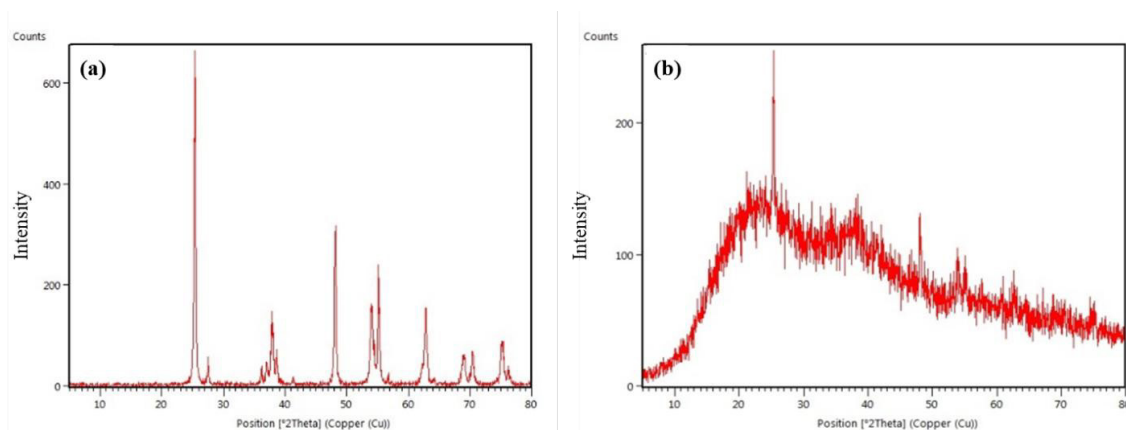 Counts
(a)
600
400
200
0
Intensity
10 20 30 40 50 60 70 80
Position [°2Theta] (Copper (Cu))
Counts
(b)
200
100
0
Intensity
10 20 30 40 50 60 70 80
Position [°2Theta] (Copper (Cu))